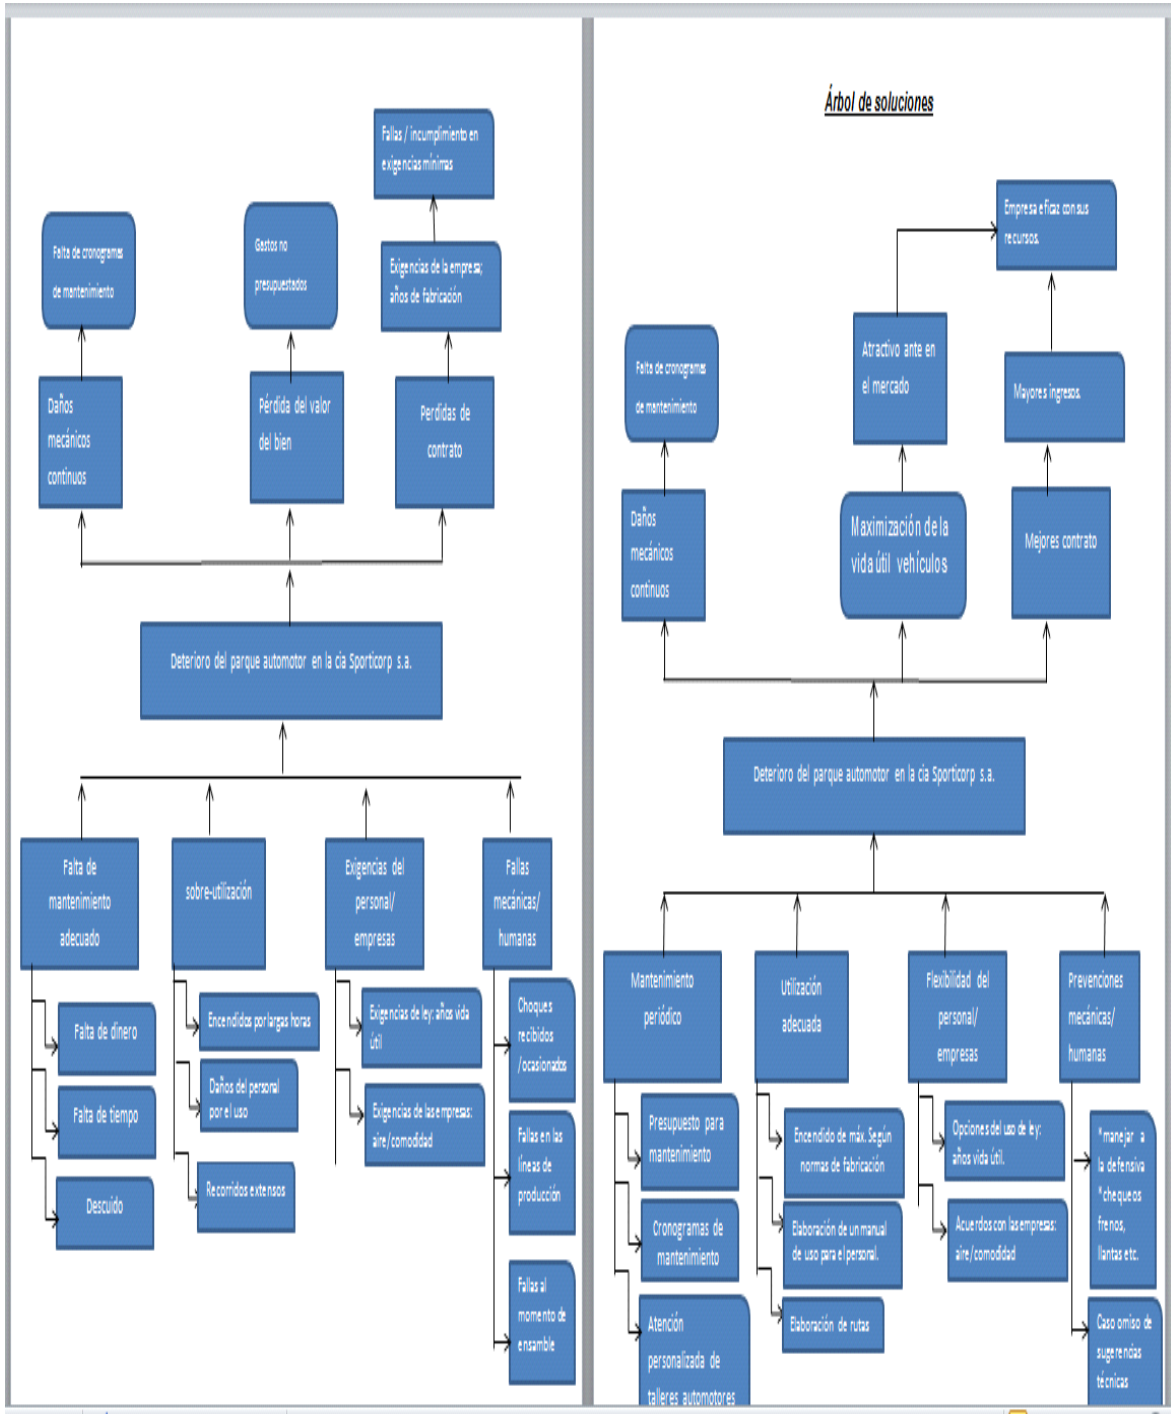 Fallas / incumplimiento en
exigencias mínimas
Falta de cronogramas
de mantenimiento
Gastos no
presupuestados
Exigencias de la empresa;
años de fabricación
Daños
mecánicos
continuos
Pérdida del valor
del bien
Perdidas de
contrato
Deterioro del parque automotor en la cia Sporticorp s.a.
Falta de
mantenimiento
adecuado
sobre-utilización
Exigencias del
personal/
empresas
Fallas
mecánicas/
humanas
Falta de dinero
Falta de tiempo
Descuido
Encendidos por largas horas
Daños del personal
por el uso
Recorridos extensos
Exigencias de ley: años vida
útil
Exigencias de las empresas:
aire/comodidad
Choques
recibidos
/ocasionados
Fallas en las
líneas de
producción
Fallas al
momento de
ensamble
Árbol de soluciones
Empresa eficaz con sus
recursos.
Falta de cronogramas
de mantenimiento
Atractivo ante en
el mercado
Mayores ingresos.
Daños
mecánicos
continuos
Maximización de la
vida útil vehículos
Mejores contrato
Deterioro del parque automotor en la cia Sporticorp s.a.
Mantenimiento
periódico
Utilización
adecuada
Flexibilidad del
personal/
empresas
Prevenciones
mecánicas/
humanas
Presupuesto para
mantenimiento
Cronogramas de
mantenimiento
Atención
personalizada de
talleres automotores
Encendido de máx. Según
normas de fabricación
Elaboración de un manual
de uso para el personal.
Elaboración de rutas
Opciones del uso de ley:
años vida útil.
Acuerdos con las empresas:
aire/comodidad
*manejar a
la defensiva
*chequeos
frenos,
llantas etc.
Caso omiso de
sugerencias
técnicas